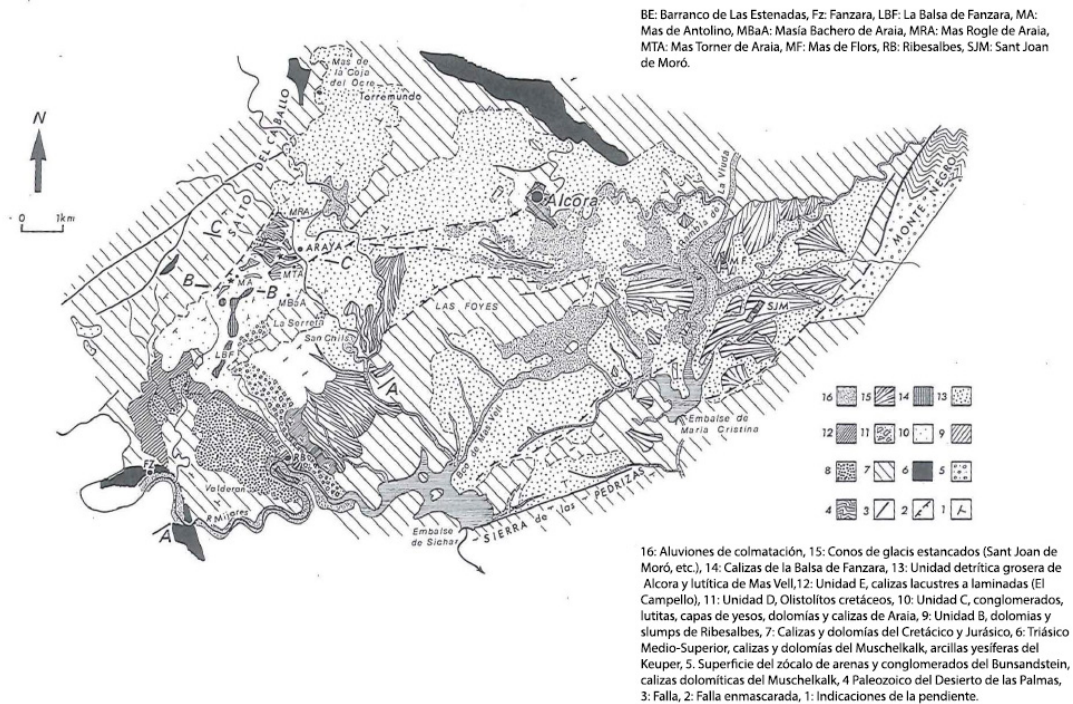 BE: Barranco de Las Estenadas, Fz: Fanzara, LBF: La Balsa de Fanzara, MA:
Mas de Antolino, MBaA: Masía Bachero de Araia, MRA: Mas Rogle de Araia,
MTA: Mas Torner de Araia, MF: Mas de Flors, RB: Ribesalbes, SJM: Sant Joan
de Moró.
Mas de
la Coja
del Ocre
Torremundo
DEL CABALLO
SALTO
N
0 1km
Alcora
Rambla de La Viuda
MONTE NEGRO
C
MRA
ARAYA
C
B
MA
B
MTA
MBaA
MF
LAS FOYES
SJM
La Serreta
San Chils
LBF
A
Rio de Mas Vell
Embalse de
Maria Cristina
FZ
Valderan
R. Mijares
A
Embalse
de Sichar
SIERRA de las PEDRIZAS
16 15 14 13
12 11 10 9
8 7 6 5
4 3 2 1
16: Aluviones de colmatación, 15: Conos de glacis estancados (Sant Joan de
Moró, etc.), 14: Calizas de la Balsa de Fanzara, 13: Unidad detrítica grosera de
Alcora y lutítica de Mas Vell,12: Unidad E, calizas lacustres a laminadas (El
Campello), 11: Unidad D, Olistolítos cretáceos, 10: Unidad C, conglomerados,
lutitas, capas de yesos, dolomías y calizas de Araia, 9: Unidad B, dolomias y
slumps de Ribesalbes, 7: Calizas y dolomías del Cretácico y Jurásico, 6: Triásico
Medio-Superior, calizas y dolomías del Muschelkalk, arcillas yesíferas del
Keuper, 5. Superficie del zócalo de arenas y conglomerados del Bunsandstein,
calizas dolomíticas del Muschelkalk, 4 Paleozoico del Desierto de las Palmas,
3: Falla, 2: Falla enmascarada, 1: Indicaciones de la pendiente.